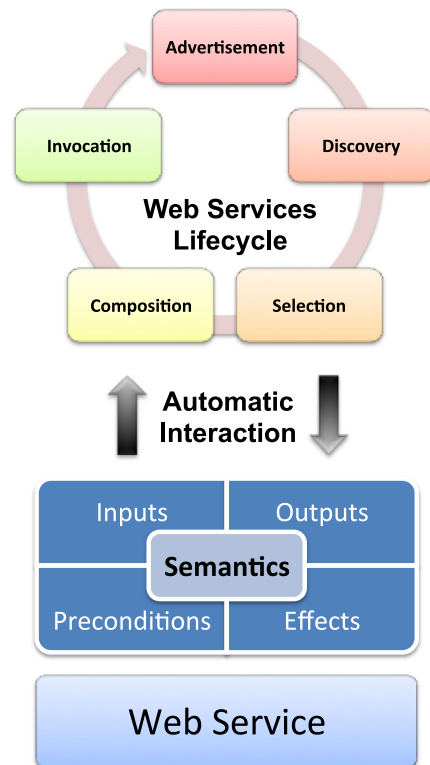 Advertisement
Invocation
Discovery
Web Services
Lifecycle
Composition
Selection
Automatic
Interaction
Inputs
Outputs
Semantics
Preconditions
Effects
Web Service